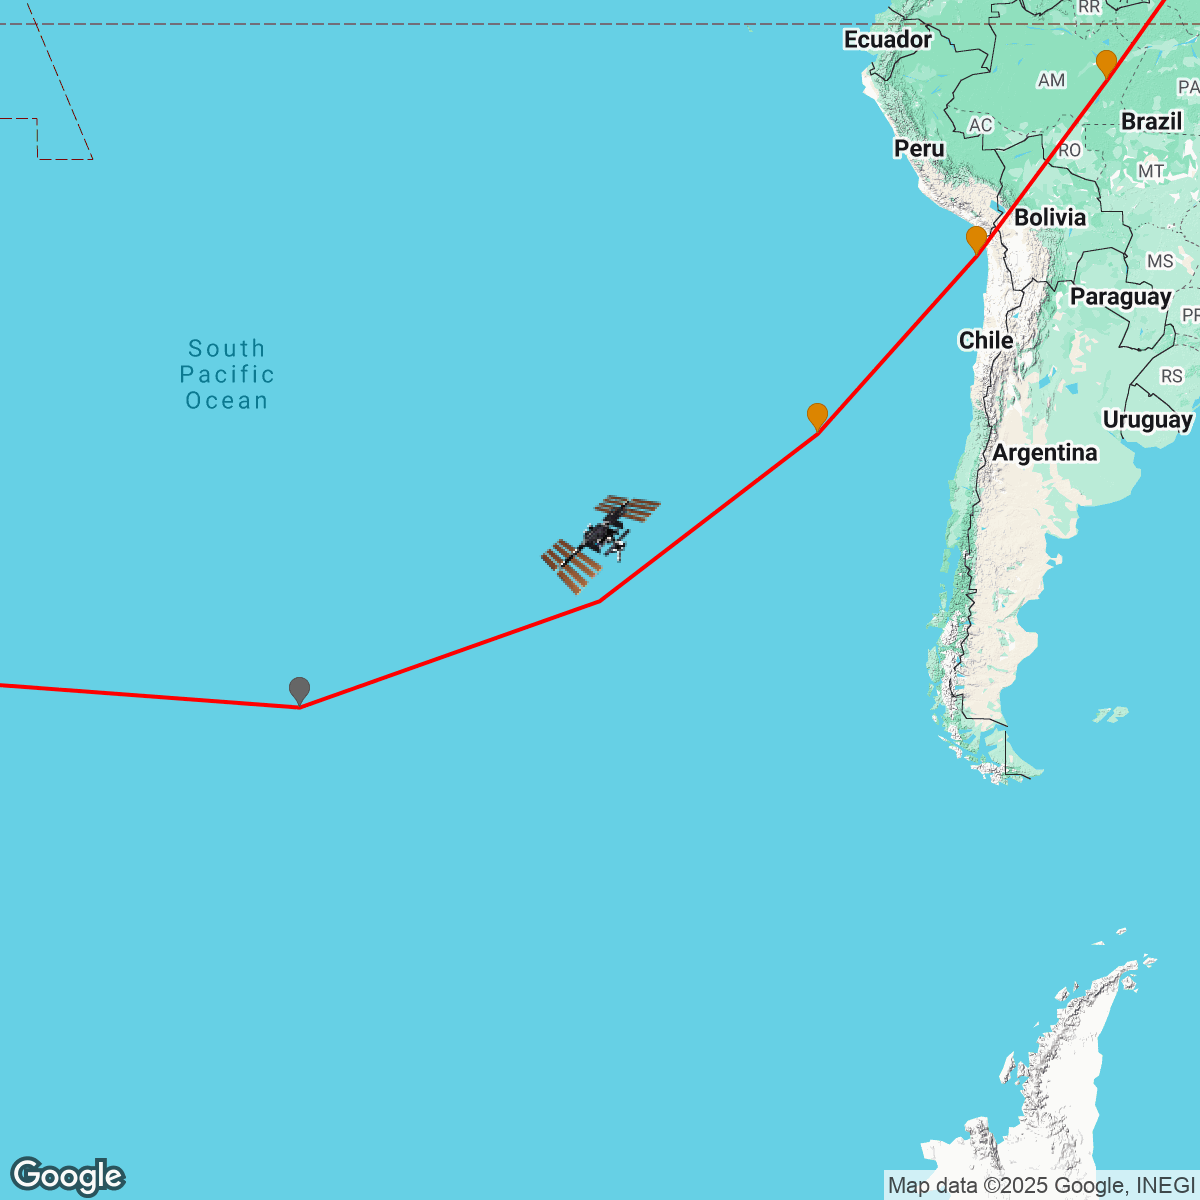 RR
Ecuador
AM
PA
Brazil
AC
Peru
RO
MT
Bolivia
MS
Paraguay
PR
Chile
South
Pacific
Ocean
RS
Uruguay
Argentina
Google
Map data ©2025 Google, INEGI